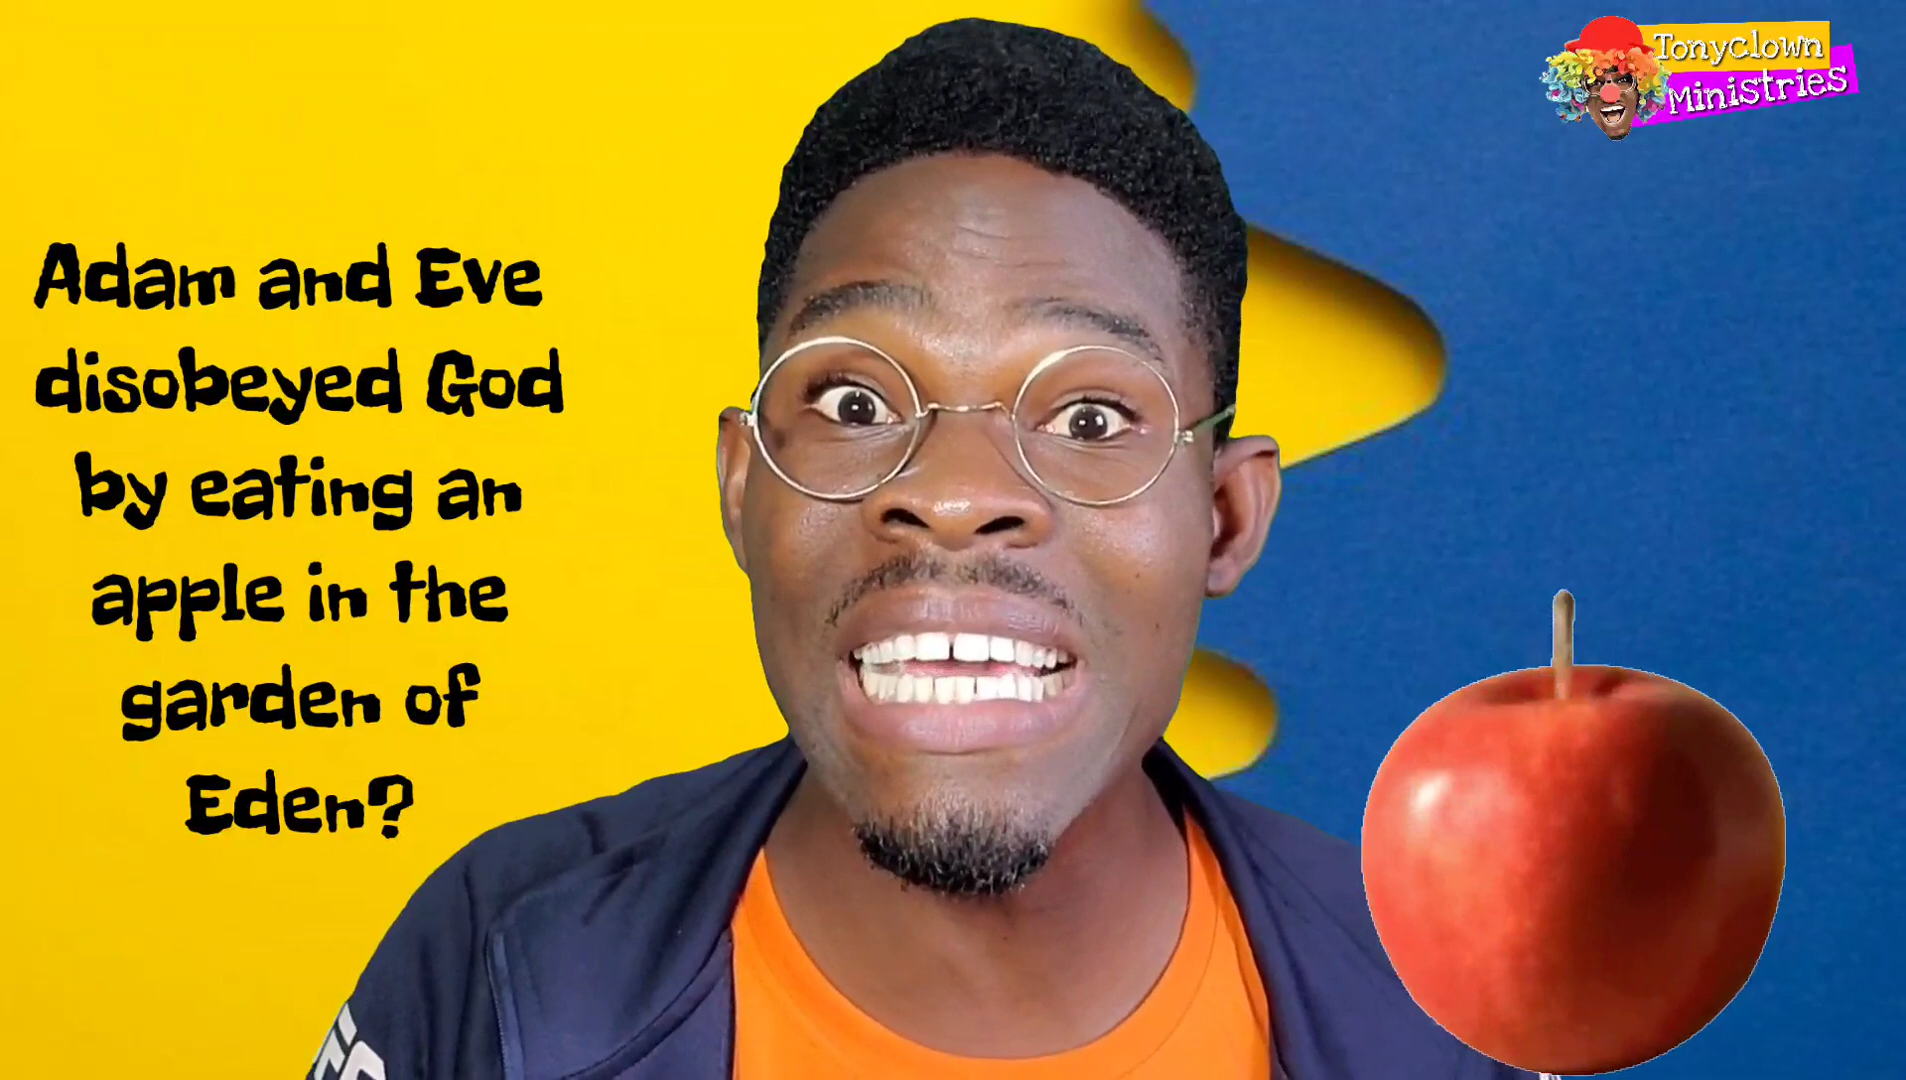 Tonyclown
Ministries
Adam and Eve
disobeyed God
by eating an
apple in the
garden of
Eden?